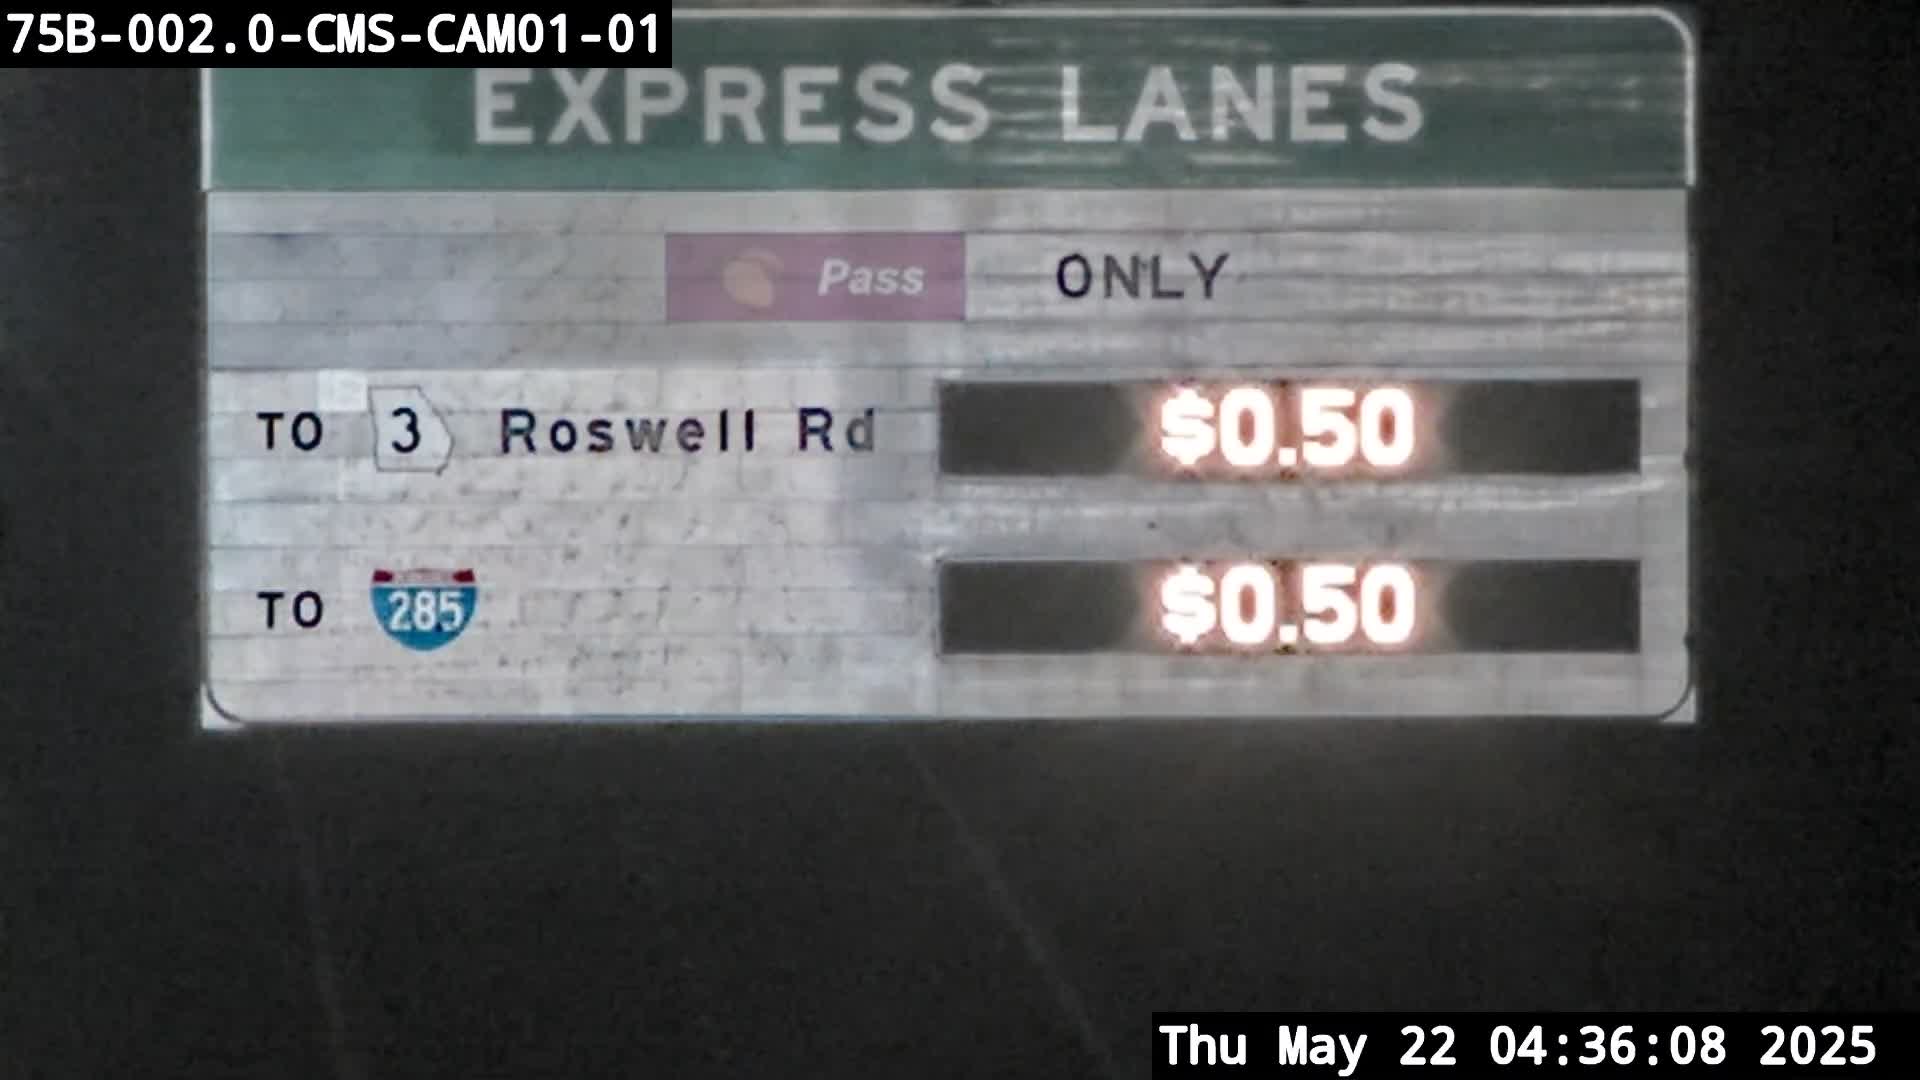 75B-002.0-CMS-CAM01-01
EXPRESS LANES
Pass ONLY
TO 3 Roswell Rd $0.50
TO 285 $0.50
Thu May 22 04:36:08 2025